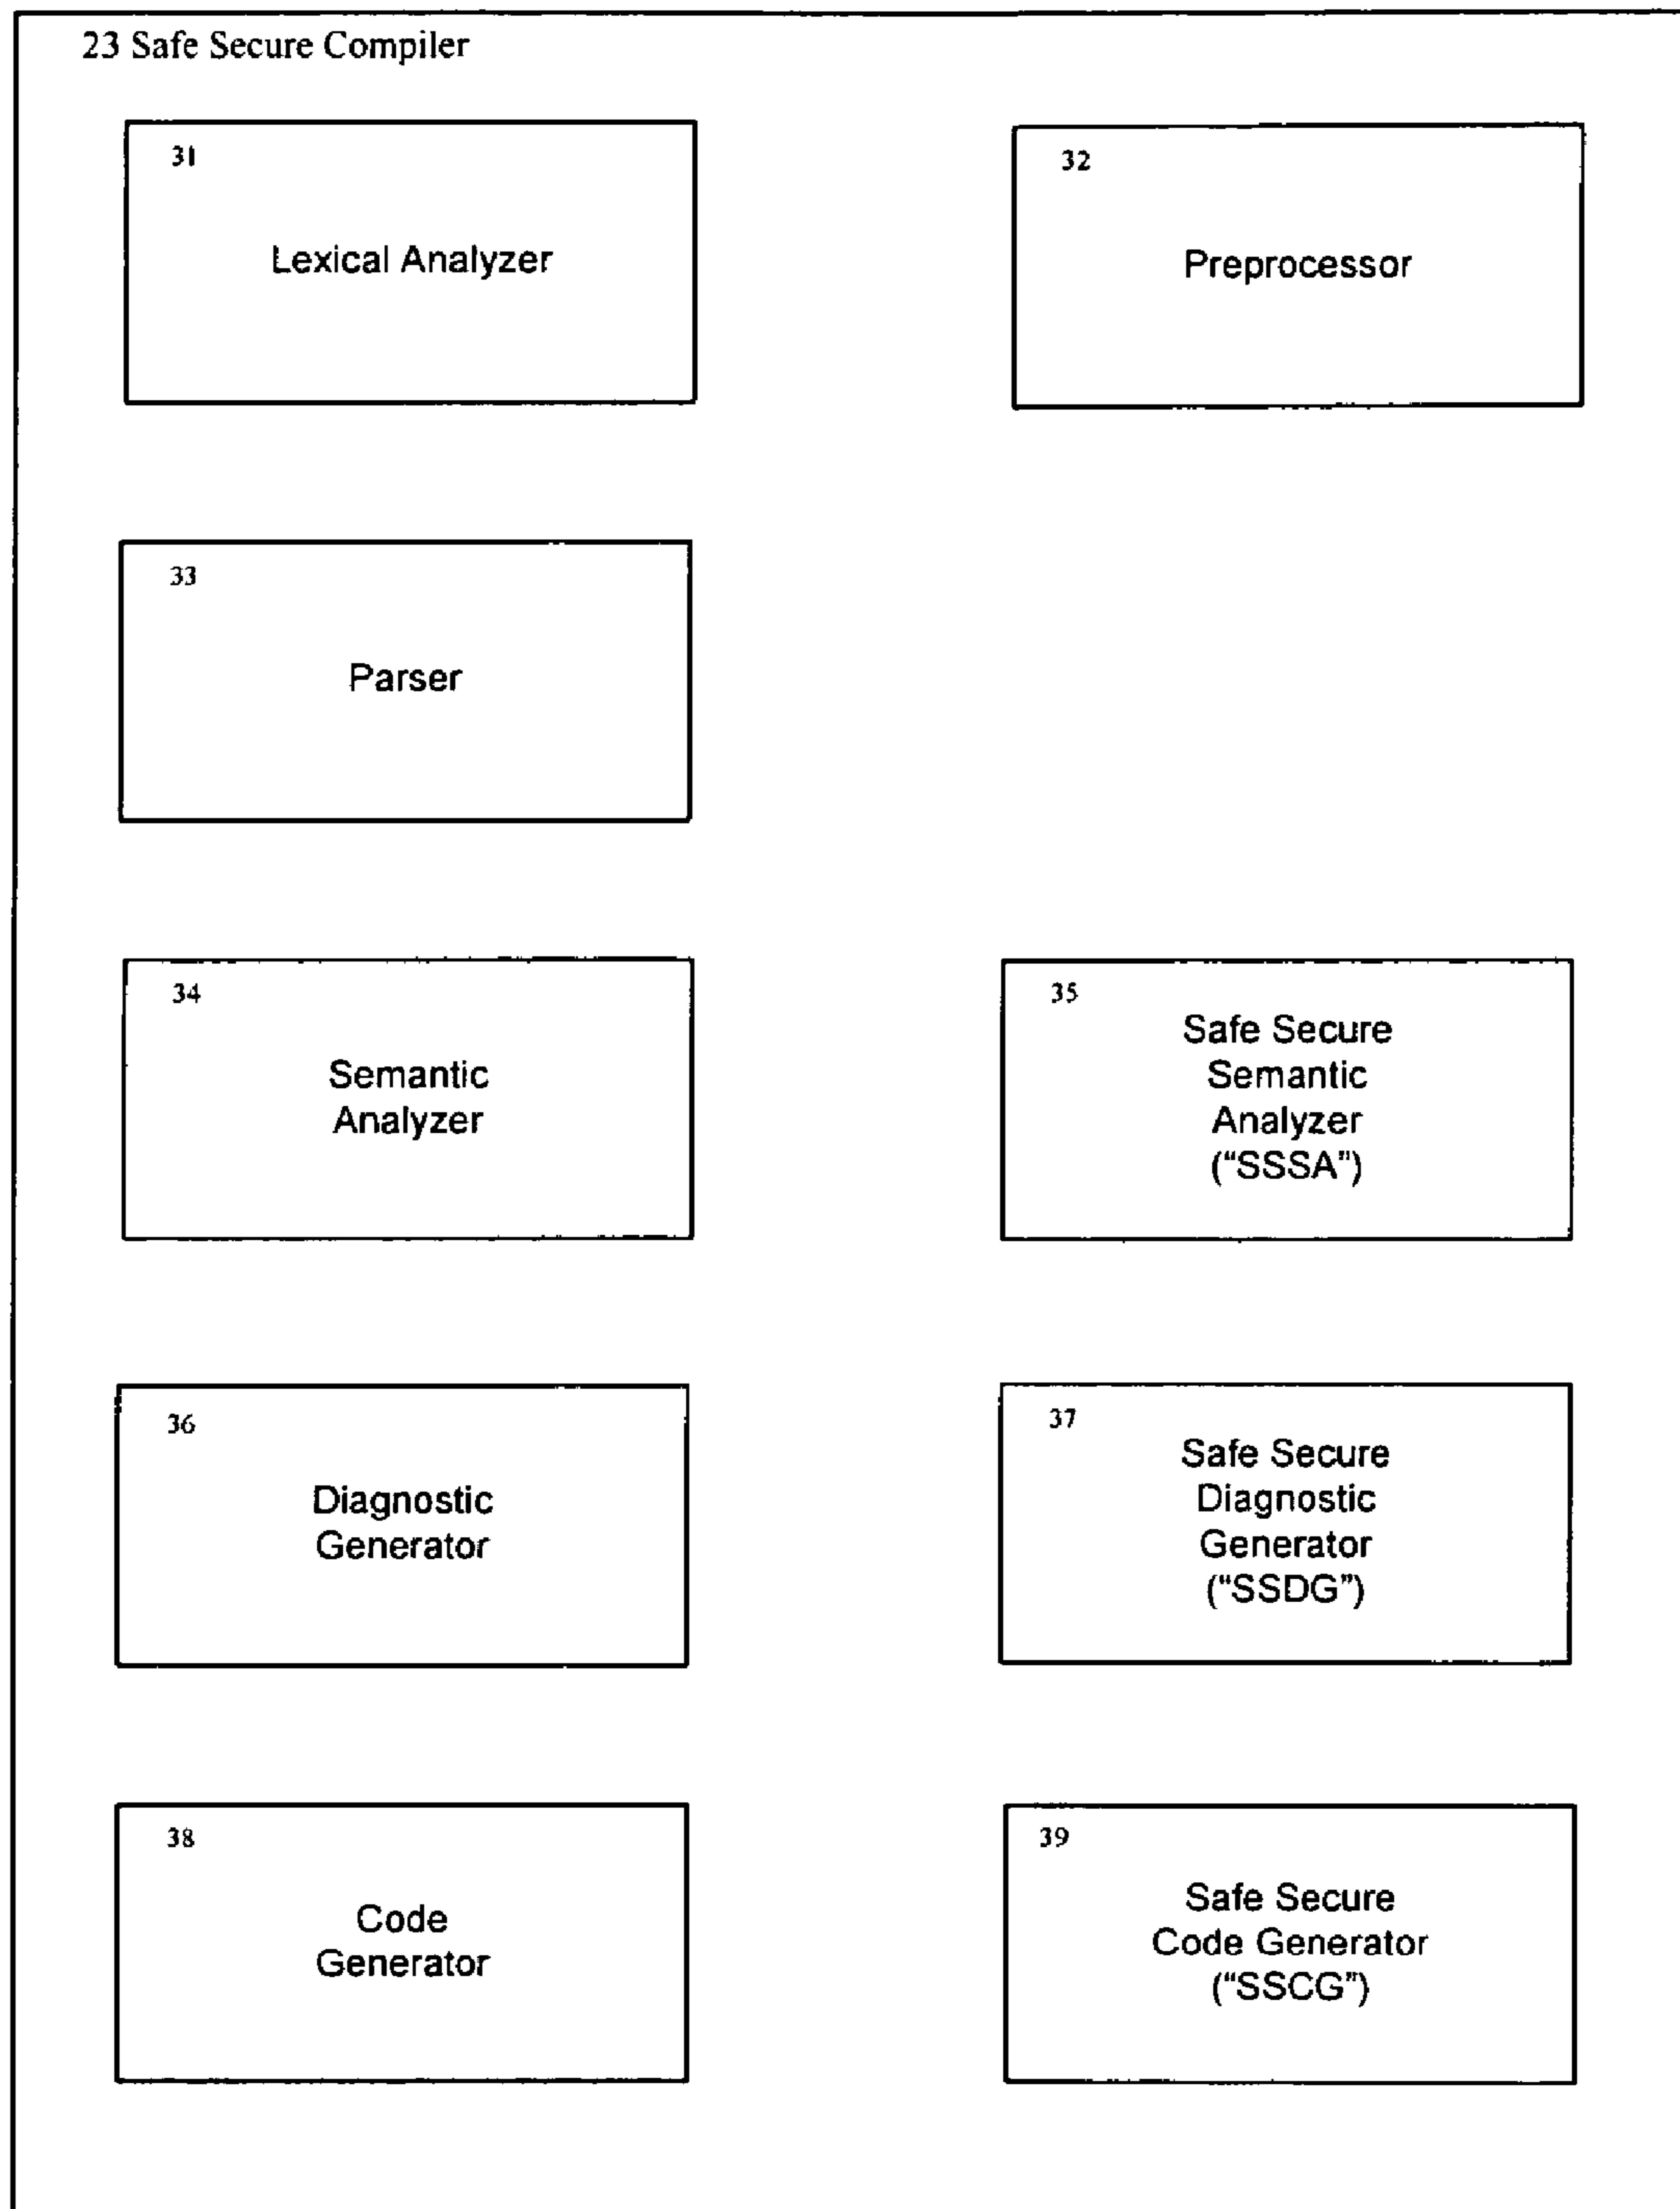 23 Safe Secure Compiler
31
Lexical Analyzer
32
Preprocessor
33
Parser
34
Semantic
Analyzer
35
Safe Secure
Semantic
Analyzer
(“SSSA”)
36
Diagnostic
Generator
37
Safe Secure
Diagnostic
Generator
(“SSDG”)
38
Code
Generator
39
Safe Secure
Code Generator
(“SSCG”)